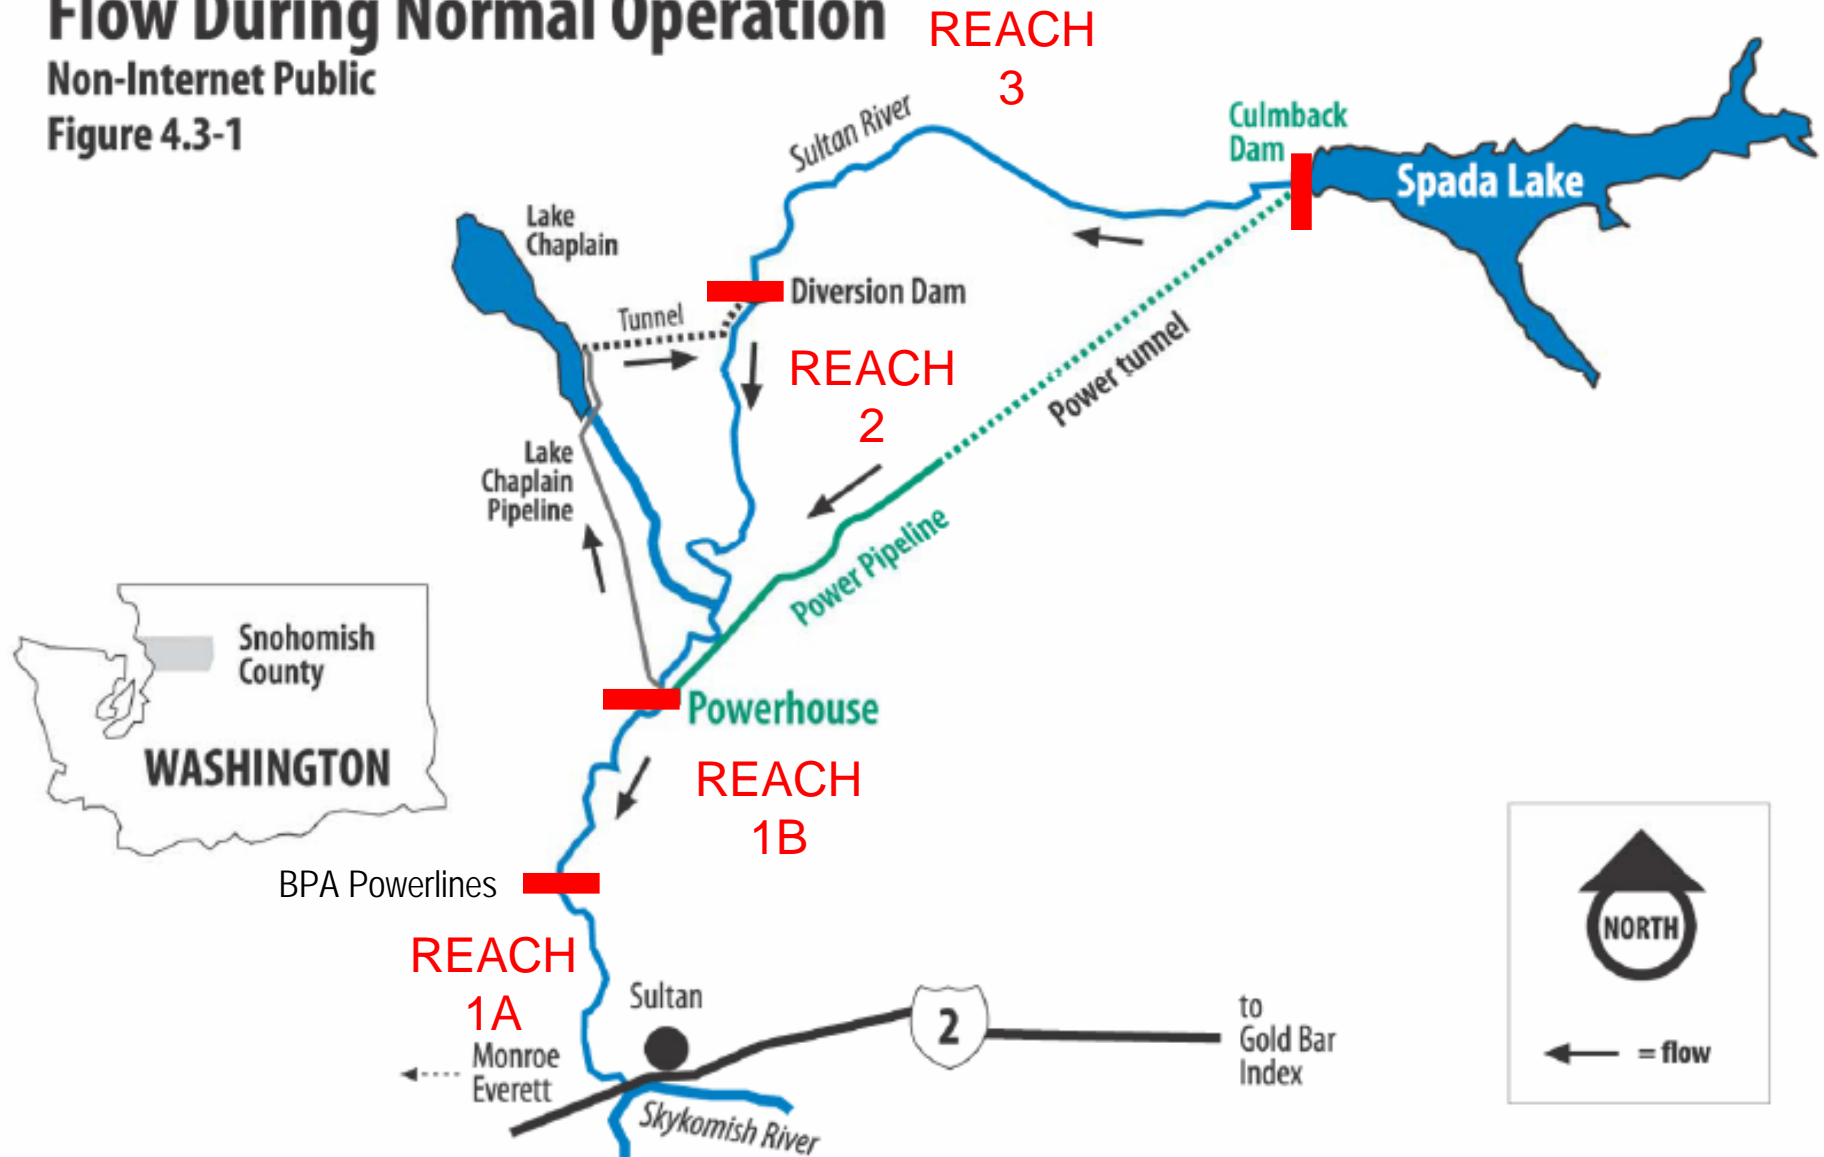 Flow During Normal Operation
Non-Internet Public
Figure 4.3-1
REACH
3
Sultan River
Culmback
Dam
Spada Lake
Lake
Chaplain
Diversion Dam
Tunnel
REACH
2
Power tunnel
Lake
Chaplain
Pipeline
Power Pipeline
Snohomish
County
WASHINGTON
Powerhouse
REACH
1B
BPA Powerlines
REACH
1A
Sultan
Monroe
Everett
2
to
Gold Bar
Index
Skykomish River
NORTH
= flow